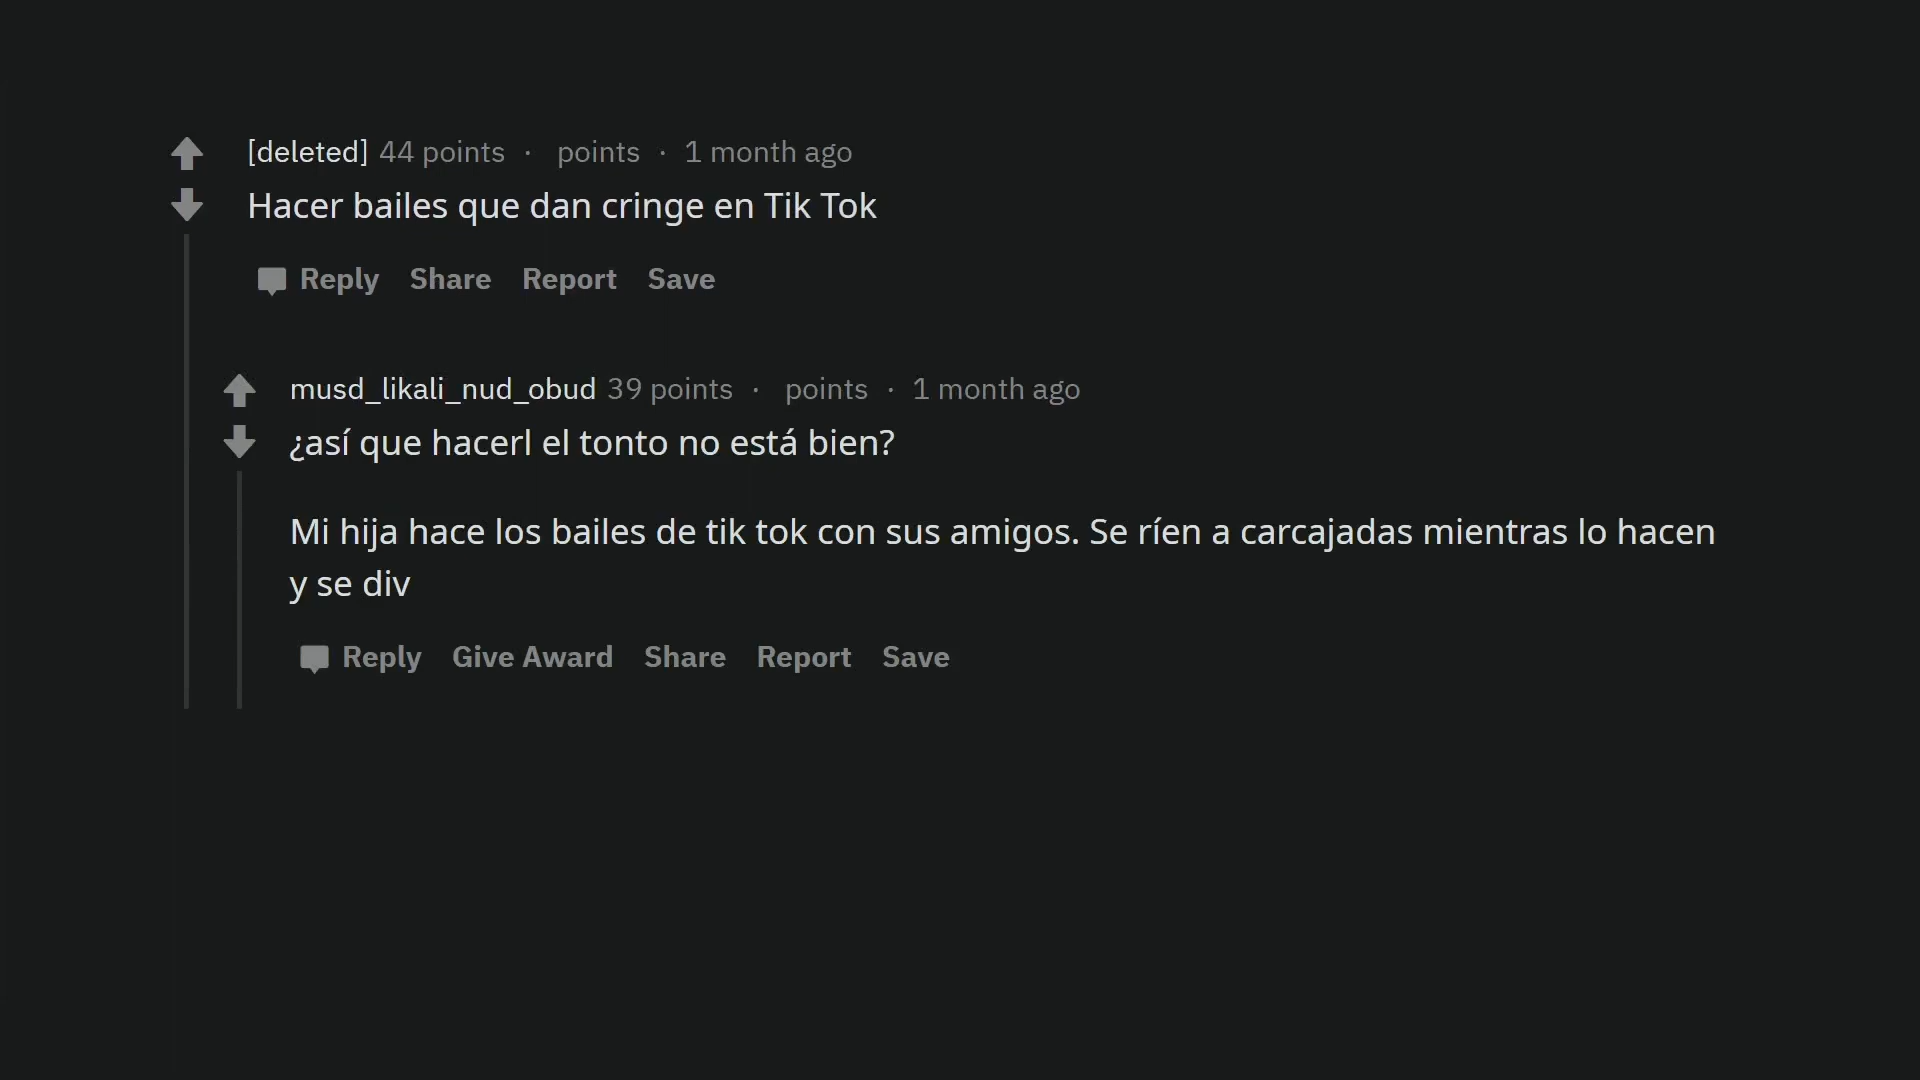 [deleted] 44 points · points · 1 month ago
Hacer bailes que dan cringe en Tik Tok
Reply Share Report Save
musd_likali_nud_obud 39 points · points · 1 month ago
¿así que hacerl el tonto no está bien?
Mi hija hace los bailes de tik tok con sus amigos. Se ríen a carcajadas mientras lo hacen
y se div
Reply Give Award Share Report Save